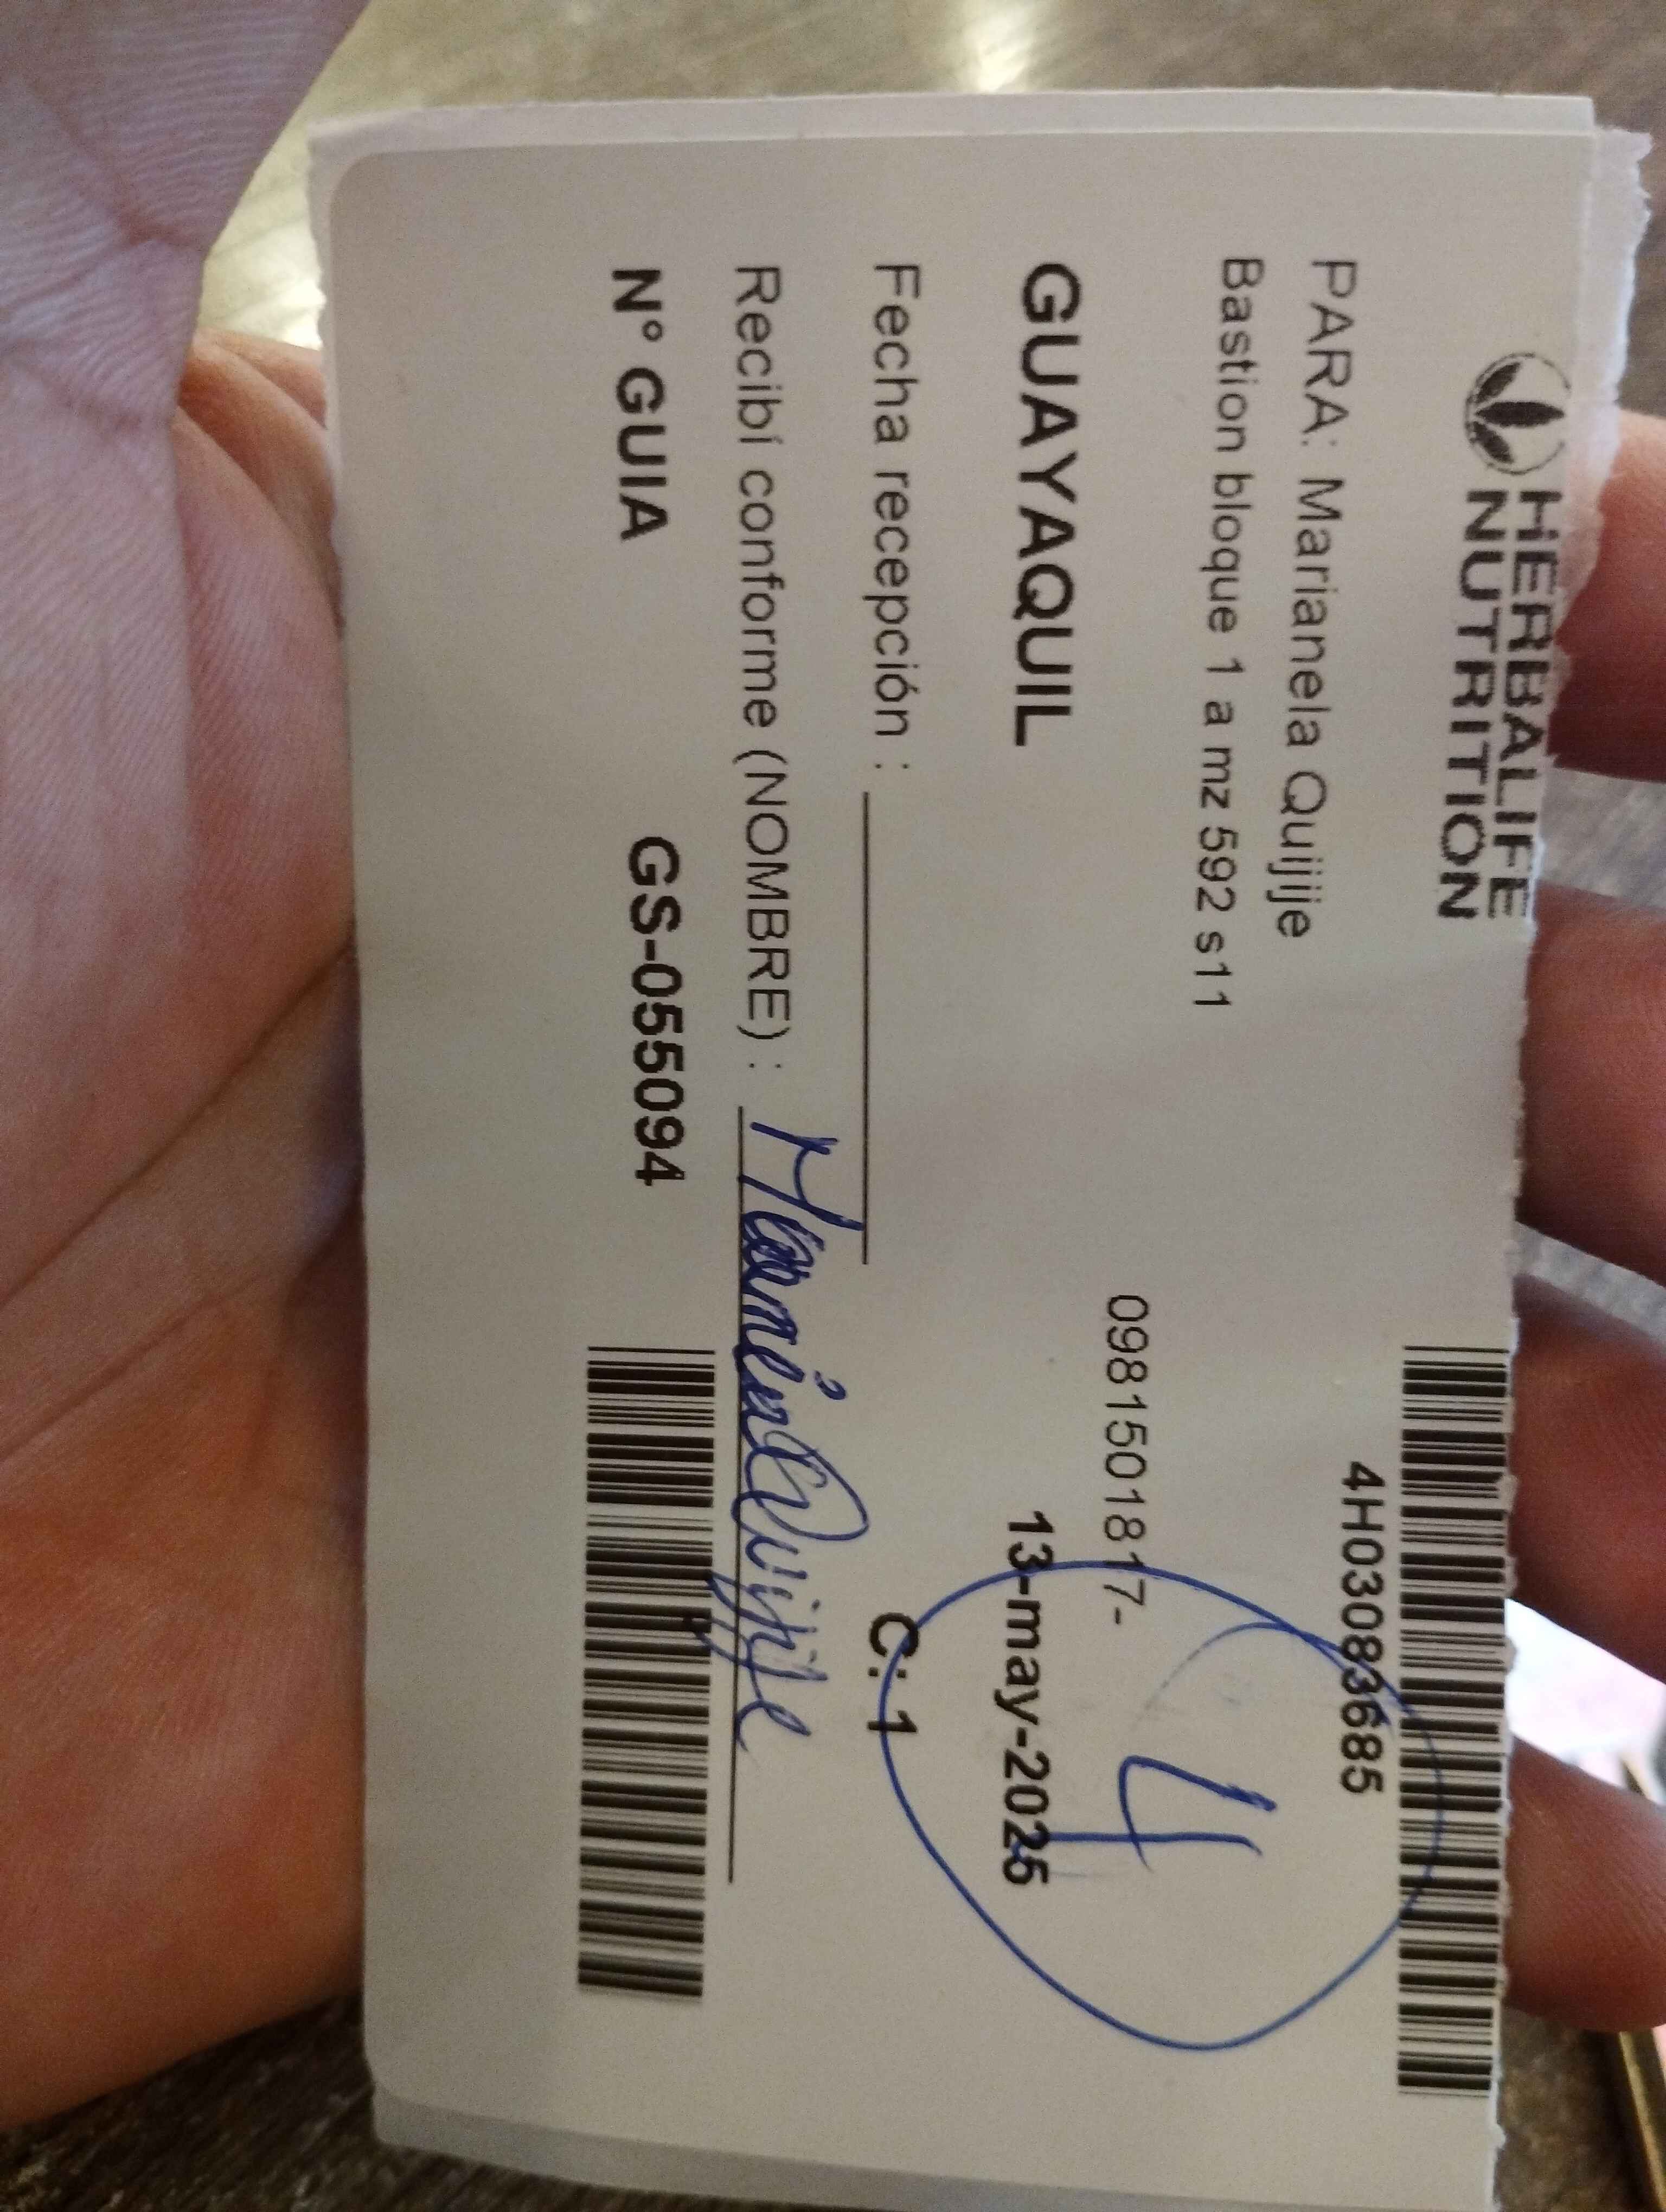 HERBALIFE
NUTRITION
4H03083685
PARA: Marianela Quijije
Bastion bloque 1 a mz 592 s11
0981501817-
4
GUAYAQUIL
13-may-2025
Fecha recepción :
C: 1
Recibí conforme (NOMBRE) : Quijije
N° GUIA
GS-055094